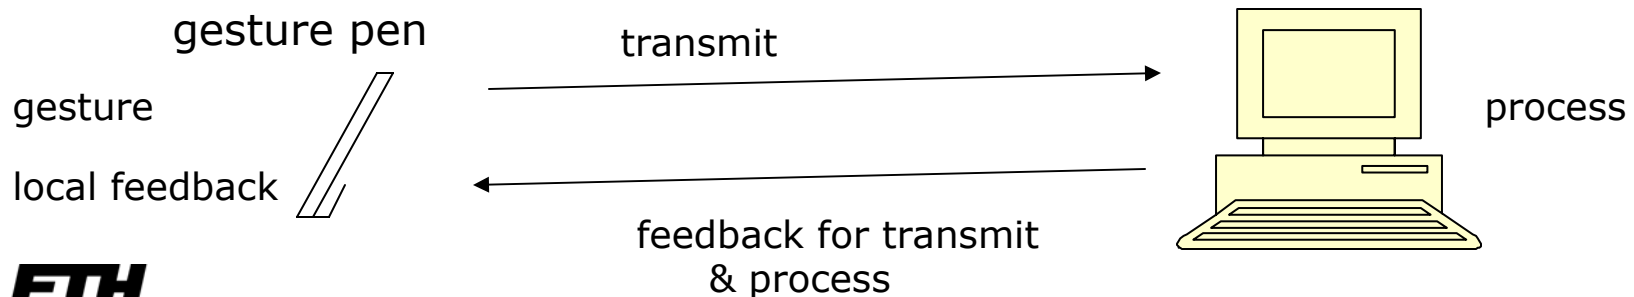 gesture pen
transmit
gesture
process
local feedback
feedback for transmit
& process
ETH